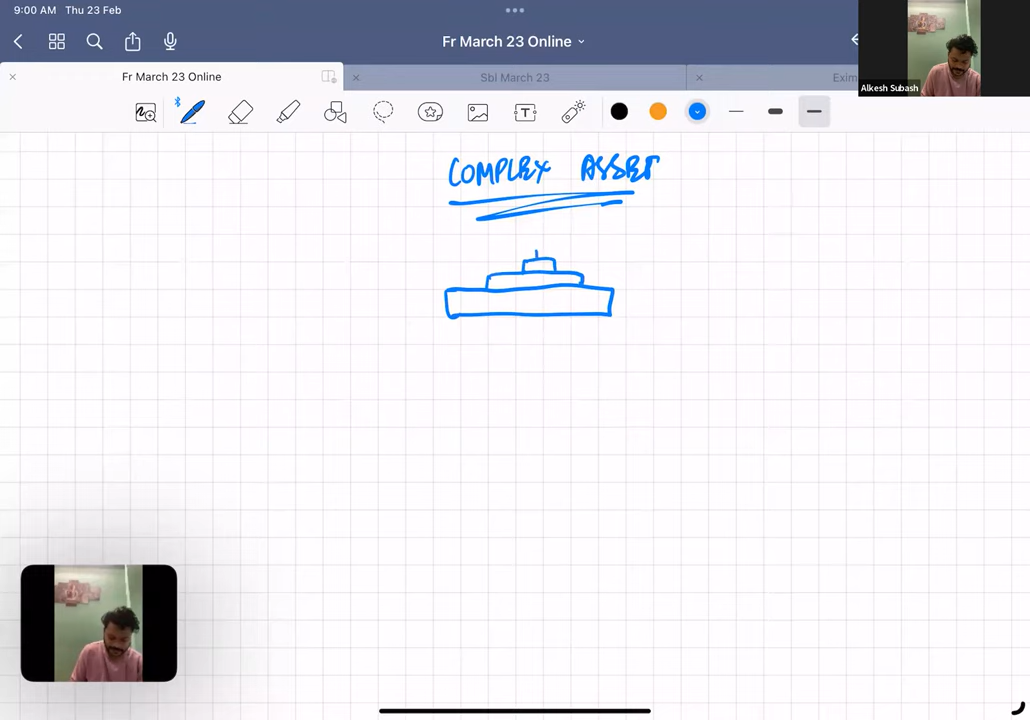 9:00 AM Thu 23 Feb
Fr March 23 Online
Alkesh Subash
Fr March 23 Online
Sbl March 23
Exim
T
COMPLEX ASSET